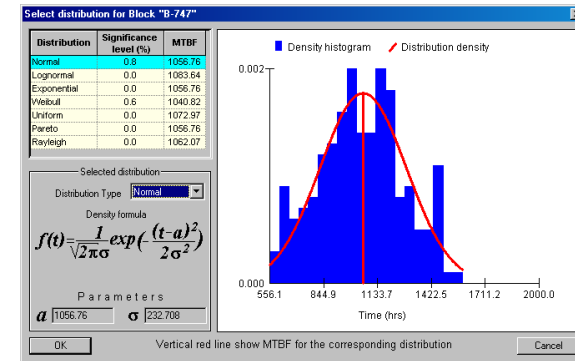 Select distribution for Block "B-747"
Distribution Significance level (%) MTBF
Normal 0.8 1056.76
Lognormal 0.0 1083.64
Exponential 0.0 1056.76
Weibull 0.6 1040.82
Uniform 0.0 1072.97
Pareto 0.0 1056.76
Rayleigh 0.0 1062.07
Selected distribution
Distribution Type Normal
Density formula
f(t)=1/√2πσ exp(-(t-a)²/2σ²)
Parameters
a 1056.76 σ 232.708
Density histogram Distribution density
0.002
0.000
556.1 844.9 1133.7 1422.5 1711.2 2000.0
Time (hrs)
OK Vertical red line show MTBF for the corresponding distribution Cancel